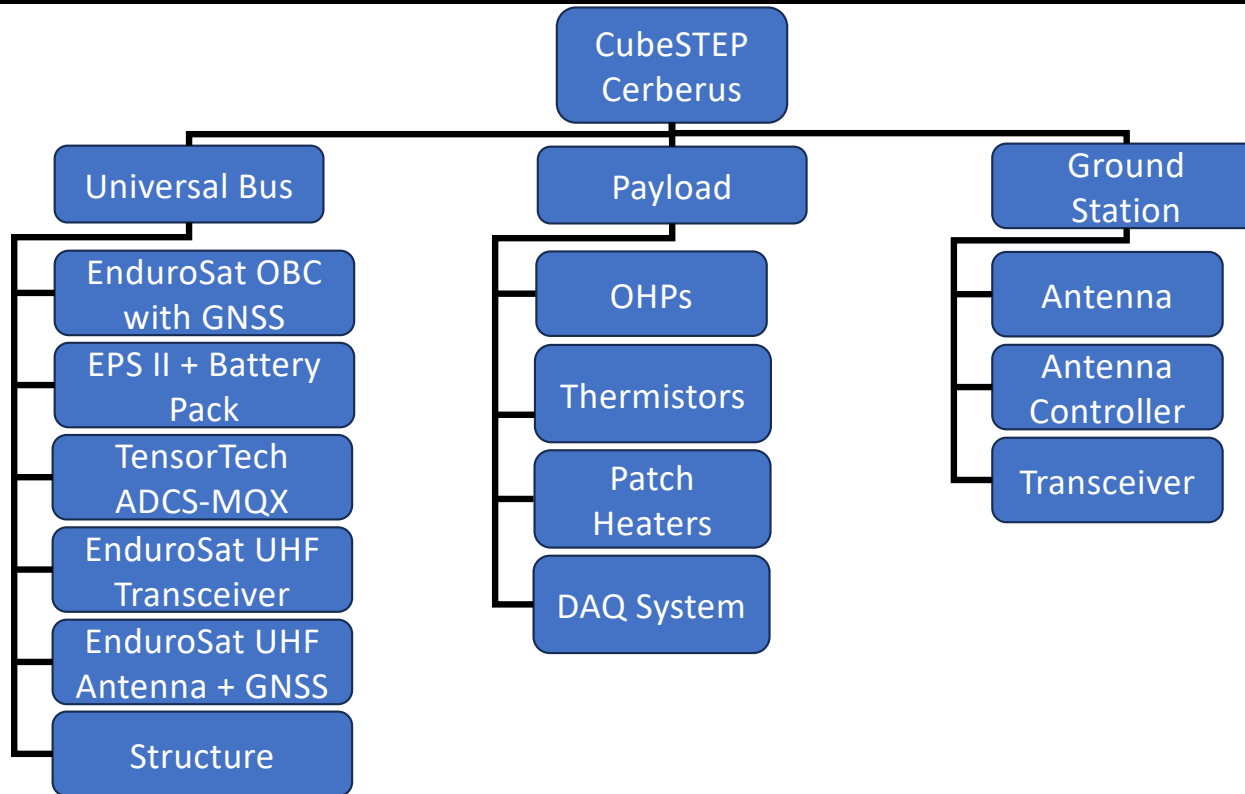 CubeSTEP
Cerberus
Universal Bus
EnduroSat OBC
with GNSS
EPS II + Battery
Pack
TensorTech
ADCS-MQX
EnduroSat UHF
Transceiver
EnduroSat UHF
Antenna + GNSS
Structure
Payload
OHPs
Thermistors
Patch
Heaters
DAQ System
Ground
Station
Antenna
Antenna
Controller
Transceiver